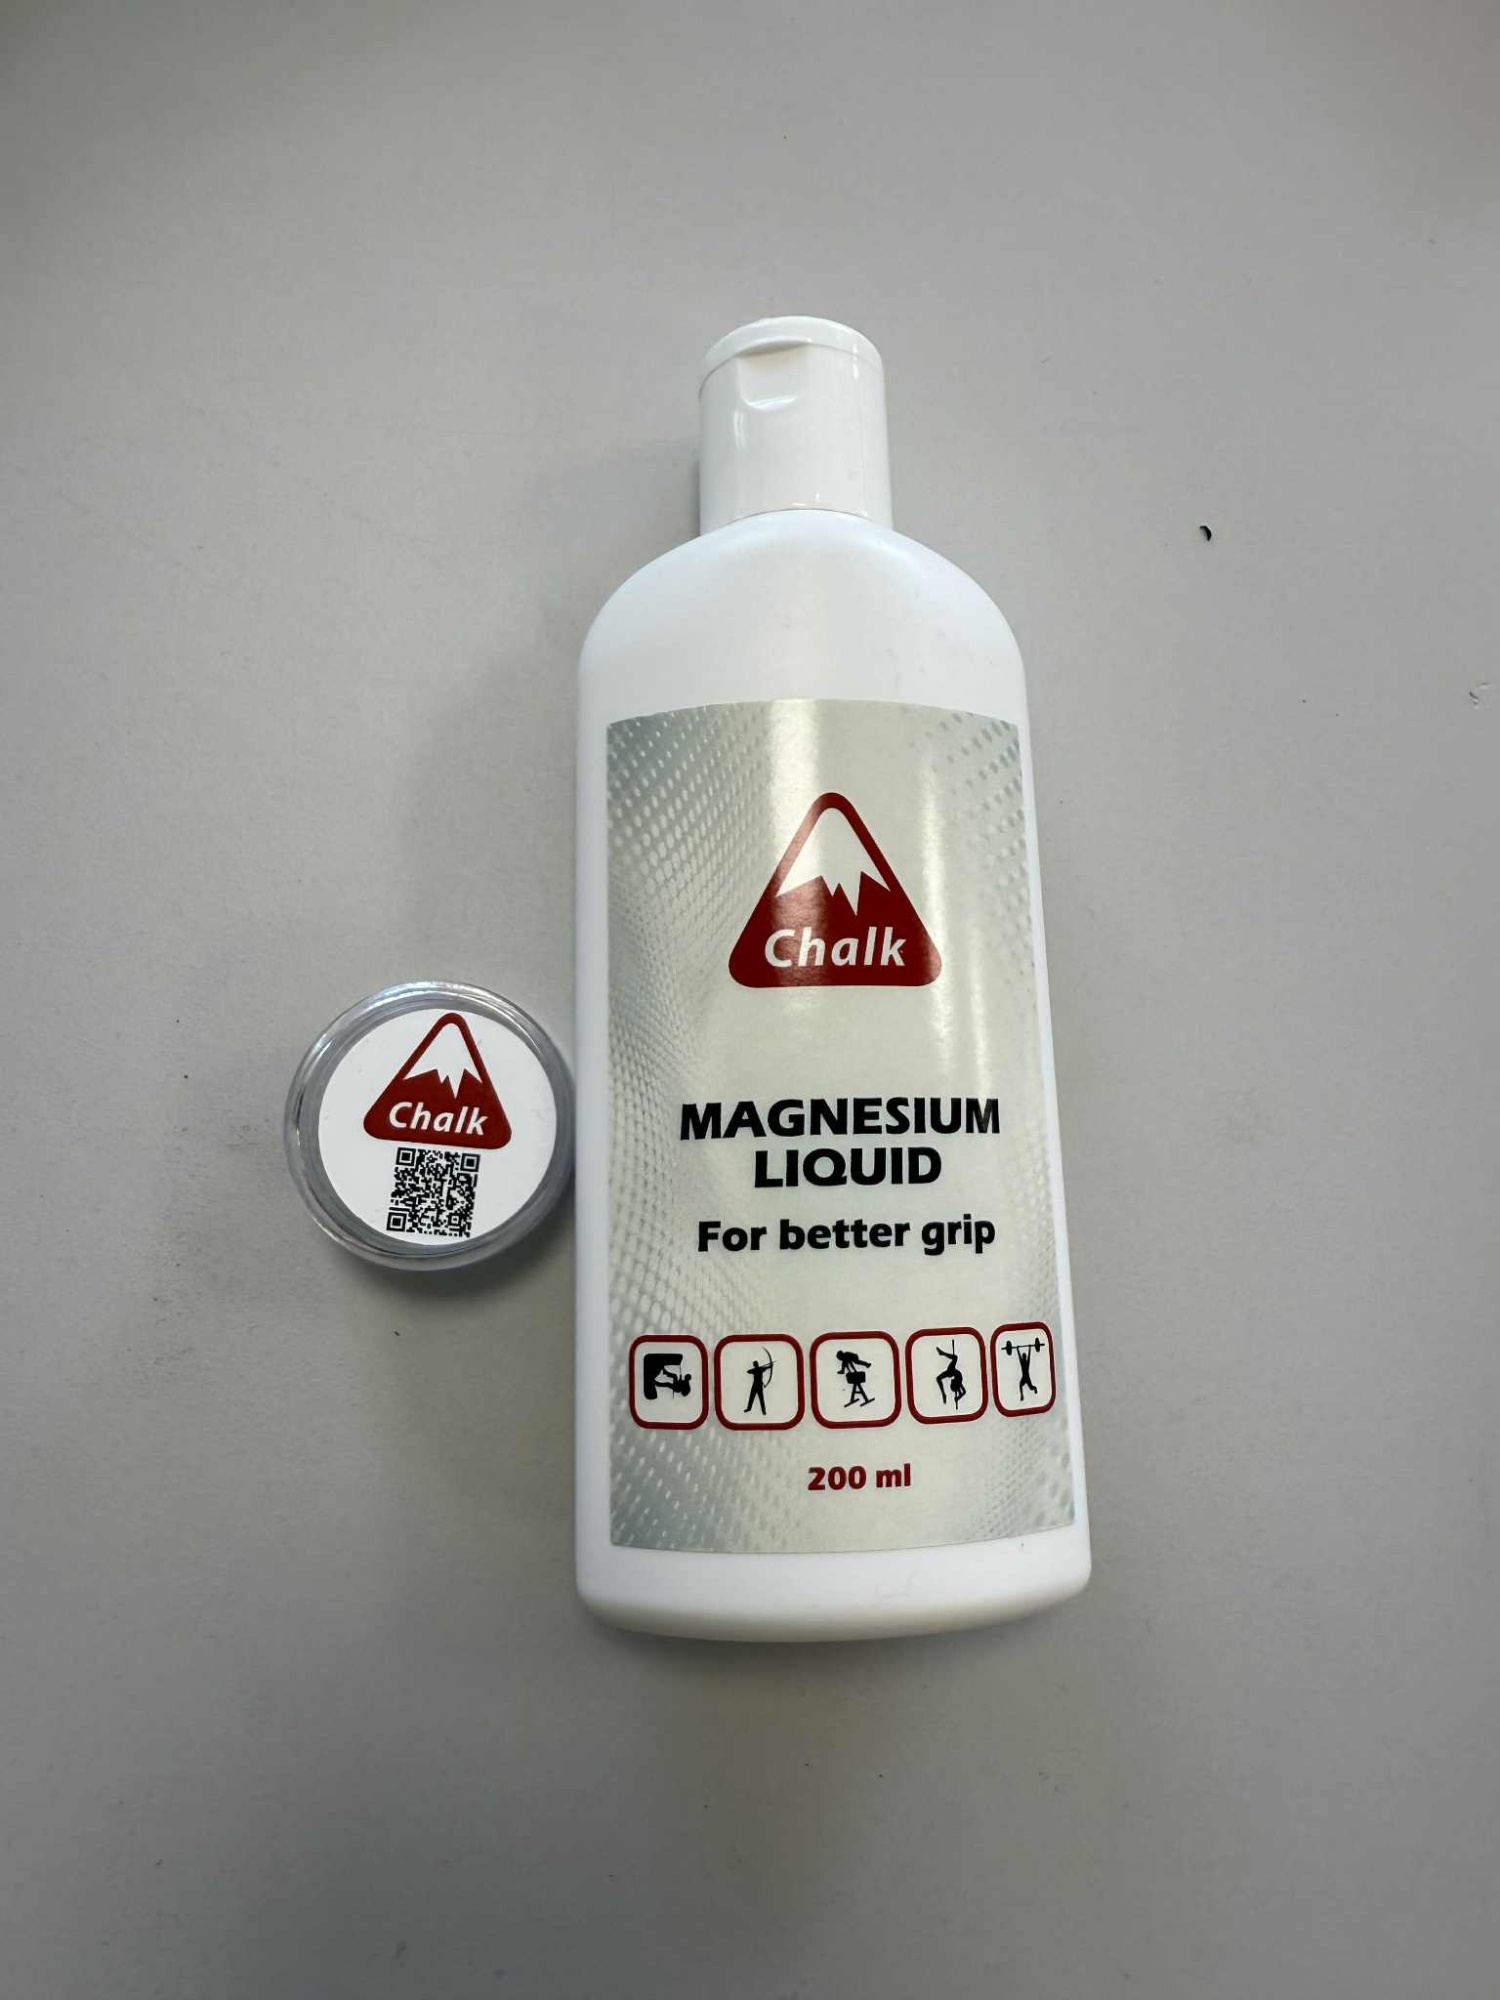 Chalk
MAGNESIUM
LIQUID
For better grip
200 ml
Chalk